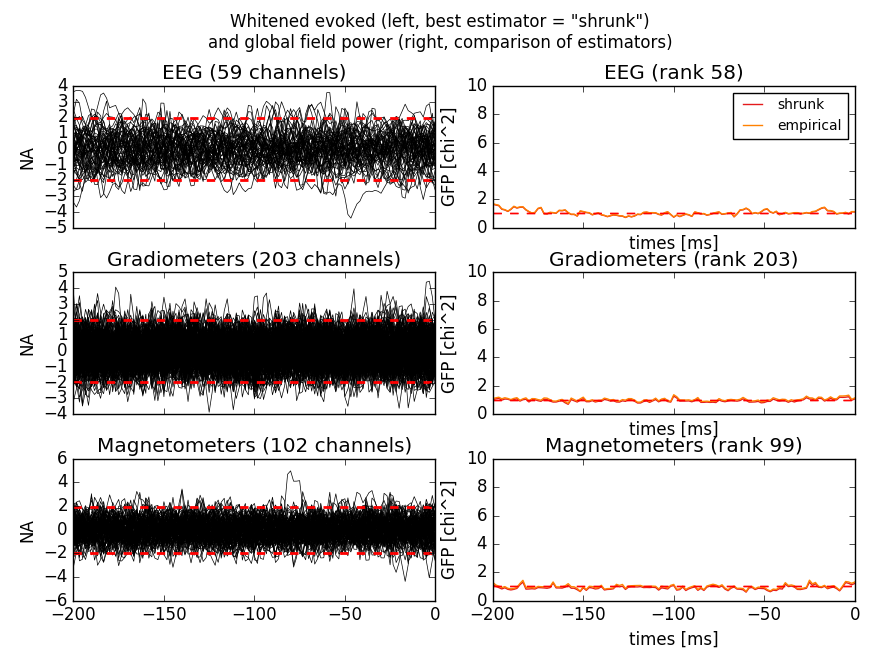 Whitened evoked (left, best estimator = "shrunk")
and global field power (right, comparison of estimators)
EEG (59 channels)
4
3
2
1
0
−1
−2
−3
−4
−5
NA
EEG (rank 58)
10
8
6
4
2
0
GFP [chi^2]
shrunk
empirical
times [ms]
Gradiometers (203 channels)
5
4
3
2
1
0
−1
−2
−3
−4
NA
Gradiometers (rank 203)
10
8
6
4
2
0
GFP [chi^2]
times [ms]
Magnetometers (102 channels)
6
4
2
0
−2
−4
−6
NA
−200 −150 −100 −50 0
Magnetometers (rank 99)
10
8
6
4
2
0
GFP [chi^2]
−200 −150 −100 −50 0
times [ms]